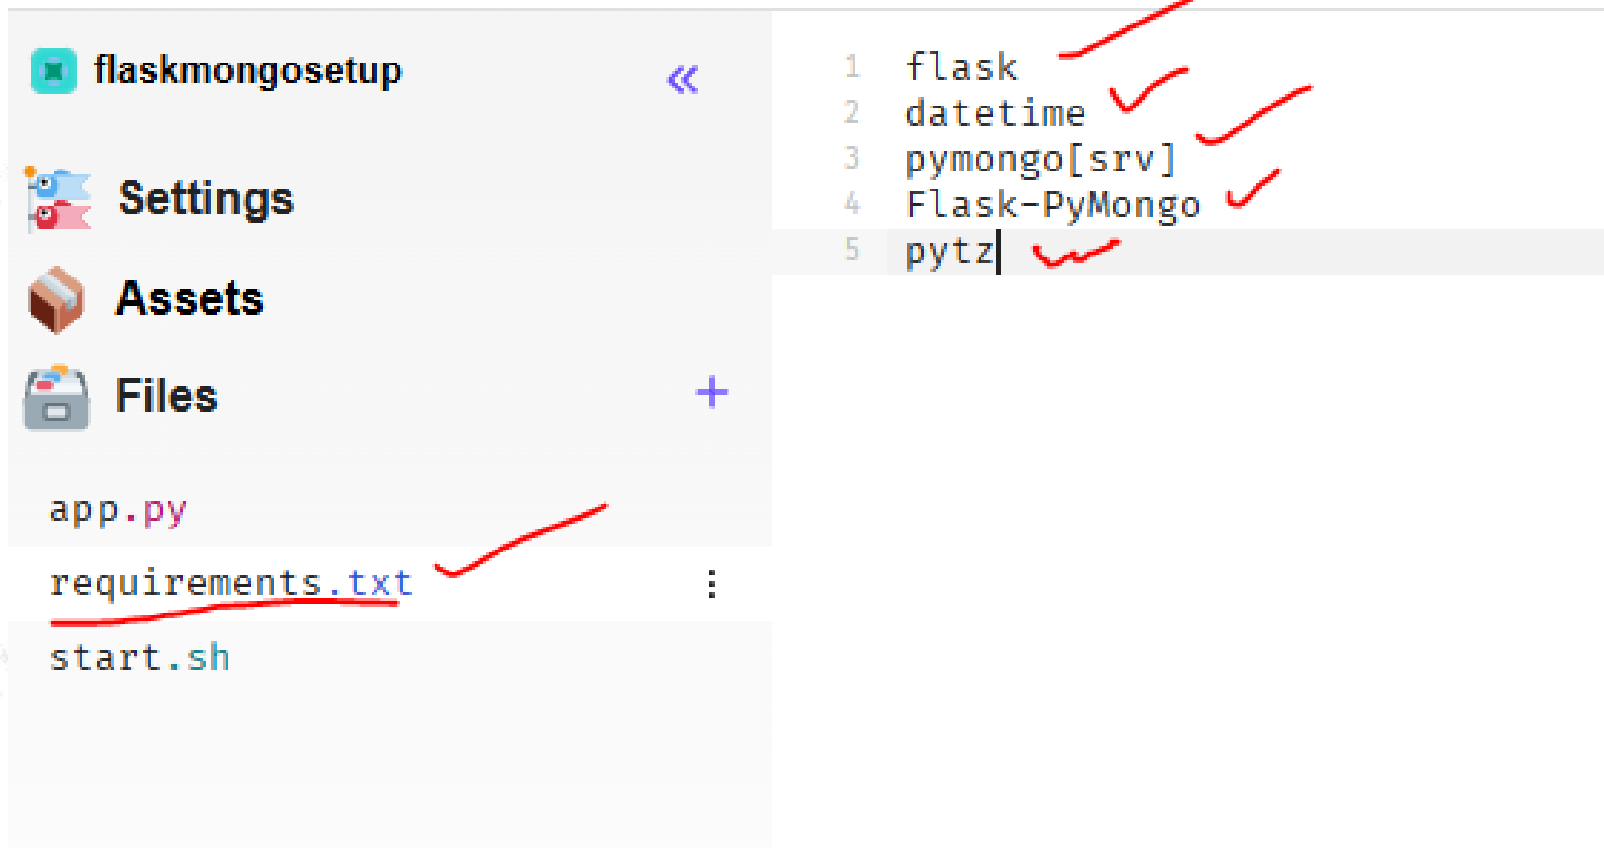 flaskmongosetup
Settings
Assets
Files
app.py
requirements.txt
start.sh
1 flask
2 datetime
3 pymongo[srv]
4 Flask-PyMongo
5 pytz